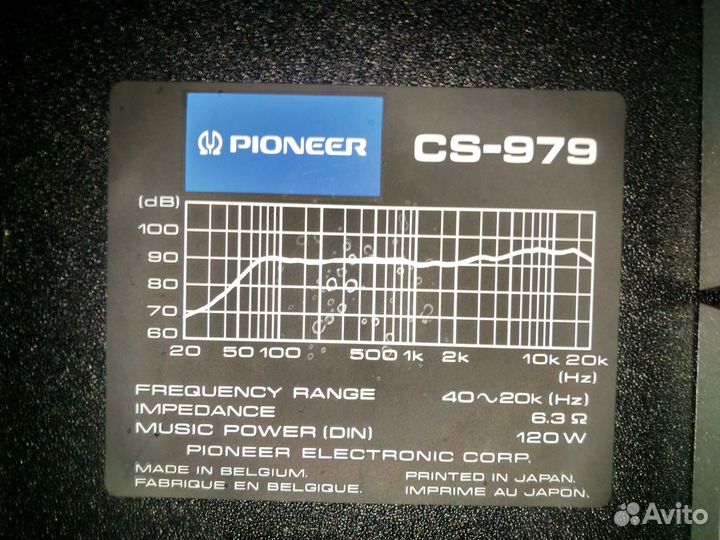 PIONEER CS-979
(dB)
100
90
80
70
60
20 50 100 500 1k 2k 10k 20k
(Hz)
FREQUENCY RANGE 40~20k (Hz)
IMPEDANCE 6.3 Ω
MUSIC POWER (DIN) 120 W
PIONEER ELECTRONIC CORP.
MADE IN BELGIUM. PRINTED IN JAPAN.
FABRIQUE EN BELGIQUE. IMPRIME AU JAPON.
Avito